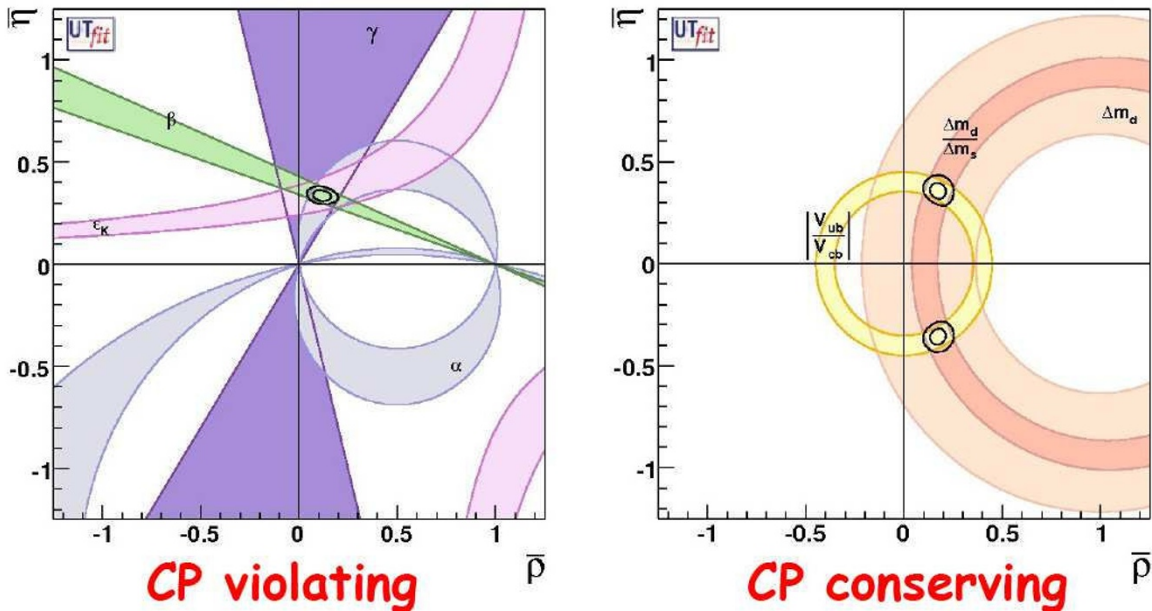 η̅
UTfit
γ
1
β
0.5
ε_K
0
-0.5
α
-1
-1 -0.5 0 0.5 1
ρ̅
CP violating
η̅
UTfit
1
Δm_d
Δm_d
Δm_s
0.5
|V_ub
V_cb|
0
-0.5
-1
-1 -0.5 0 0.5 1
ρ̅
CP conserving